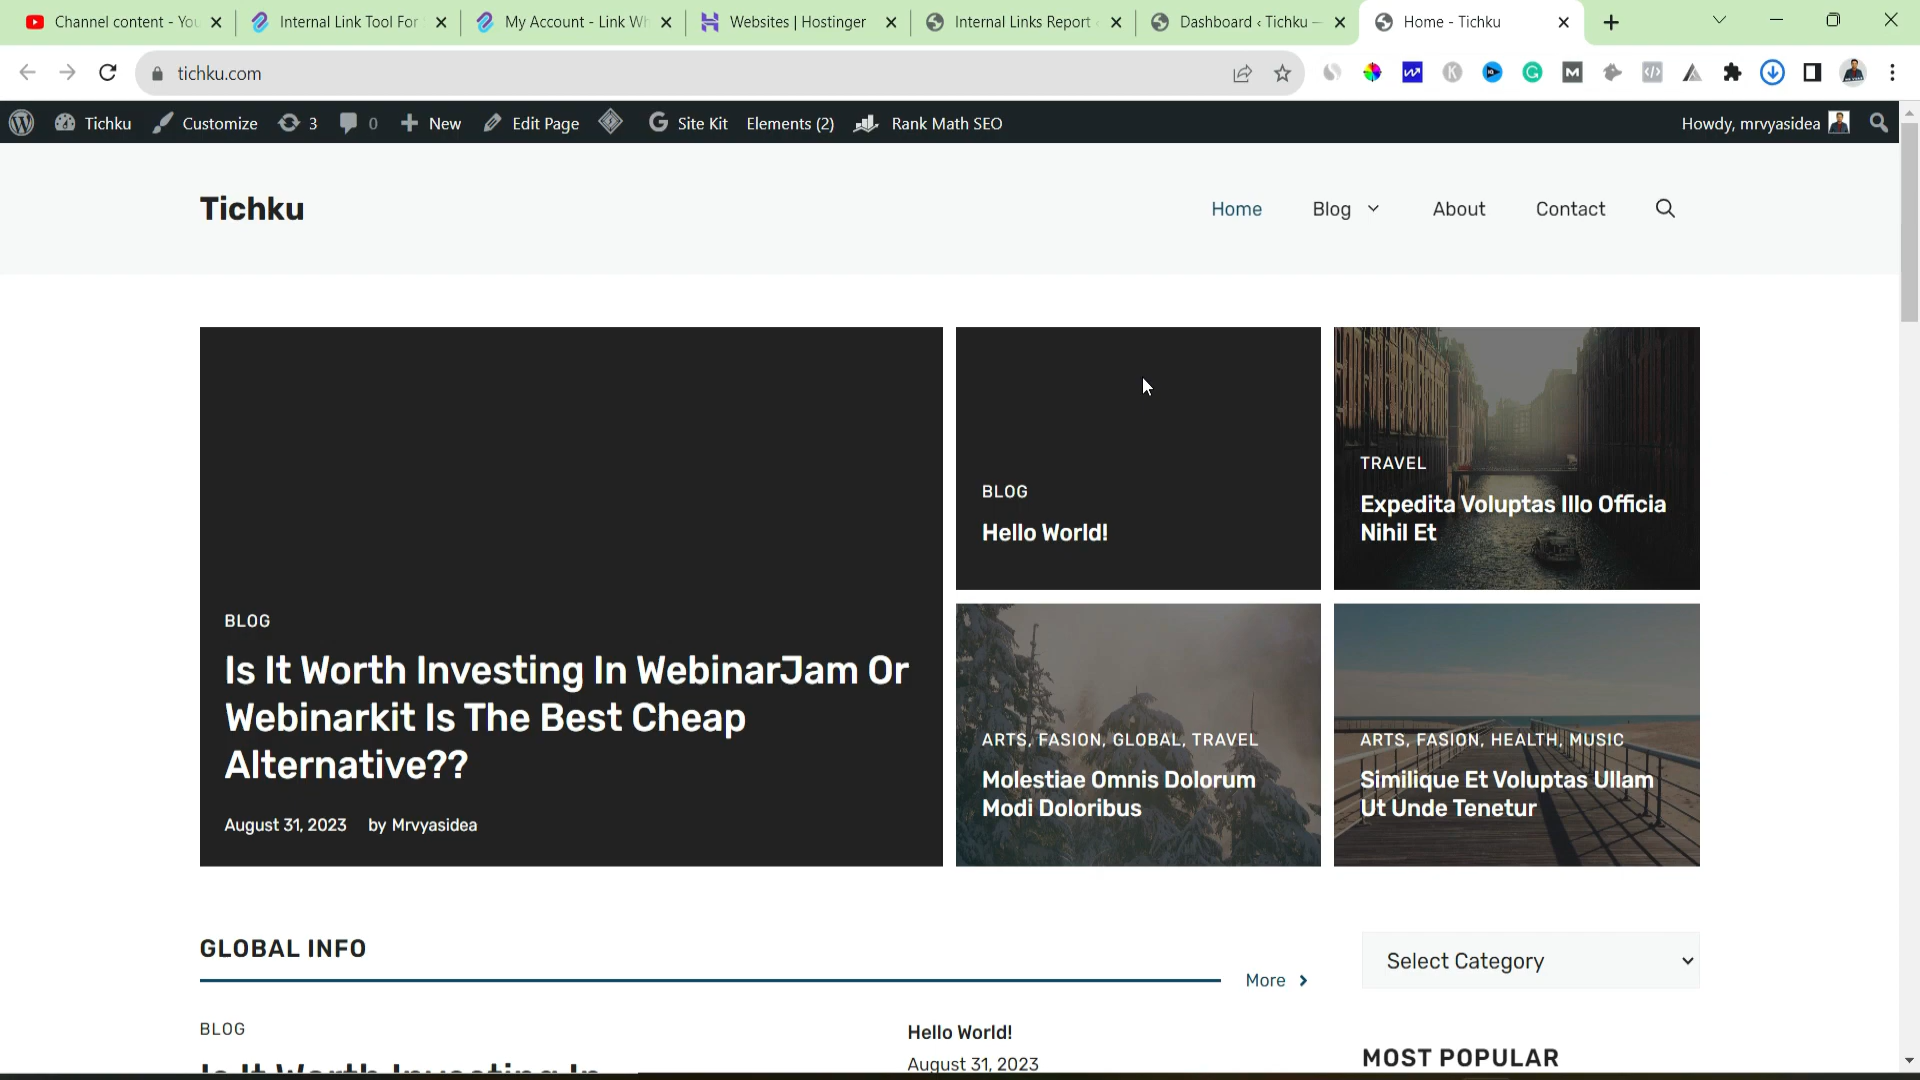 Channel content - You
Internal Link Tool For
My Account - Link Wh
Websites | Hostinger
Internal Links Report
Dashboard ‹ Tichku —
Home - Tichku
tichku.com
Tichku
Customize
3
0
New
Edit Page
Site Kit
Elements (2)
Rank Math SEO
Howdy, mrvyasidea
Tichku
Home
Blog
About
Contact
BLOG
Is It Worth Investing In WebinarJam Or
Webinarkit Is The Best Cheap
Alternative??
August 31, 2023 by Mrvyasidea
BLOG
Hello World!
TRAVEL
Expedita Voluptas Illo Officia
Nihil Et
ARTS, FASION, GLOBAL, TRAVEL
Molestiae Omnis Dolorum
Modi Doloribus
ARTS, FASION, HEALTH, MUSIC
Similique Et Voluptas Ullam
Ut Unde Tenetur
GLOBAL INFO
More
Select Category
BLOG
Is It Worth Investing In
Hello World!
August 31, 2023
MOST POPULAR